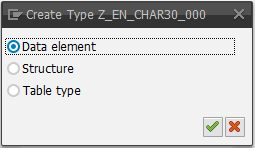 Create Type Z_EN_CHAR30_000
Data element
Structure
Table type